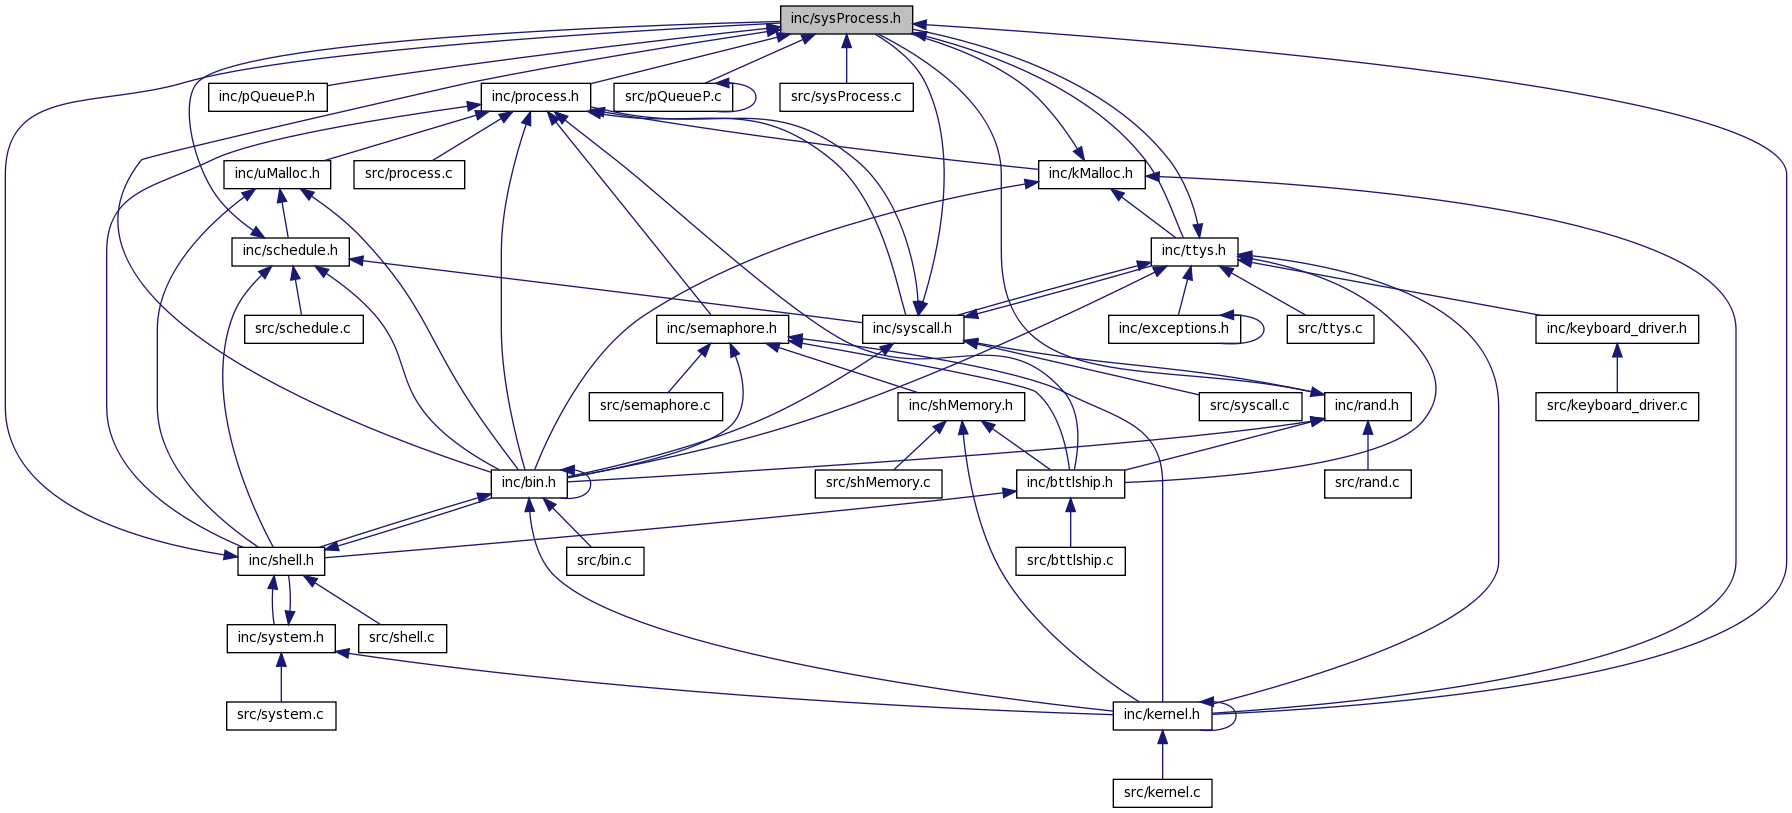 inc/sysProcess.h
inc/pQueueP.h
inc/process.h
src/pQueueP.c
src/sysProcess.c
inc/uMalloc.h
src/process.c
inc/kMalloc.h
inc/schedule.h
inc/ttys.h
src/schedule.c
inc/semaphore.h
inc/syscall.h
inc/exceptions.h
src/ttys.c
inc/keyboard_driver.h
src/semaphore.c
inc/shMemory.h
src/syscall.c
inc/rand.h
src/keyboard_driver.c
inc/bin.h
src/shMemory.c
inc/bttlship.h
src/rand.c
inc/shell.h
src/bin.c
src/bttlship.c
inc/system.h
src/shell.c
src/system.c
inc/kernel.h
src/kernel.c